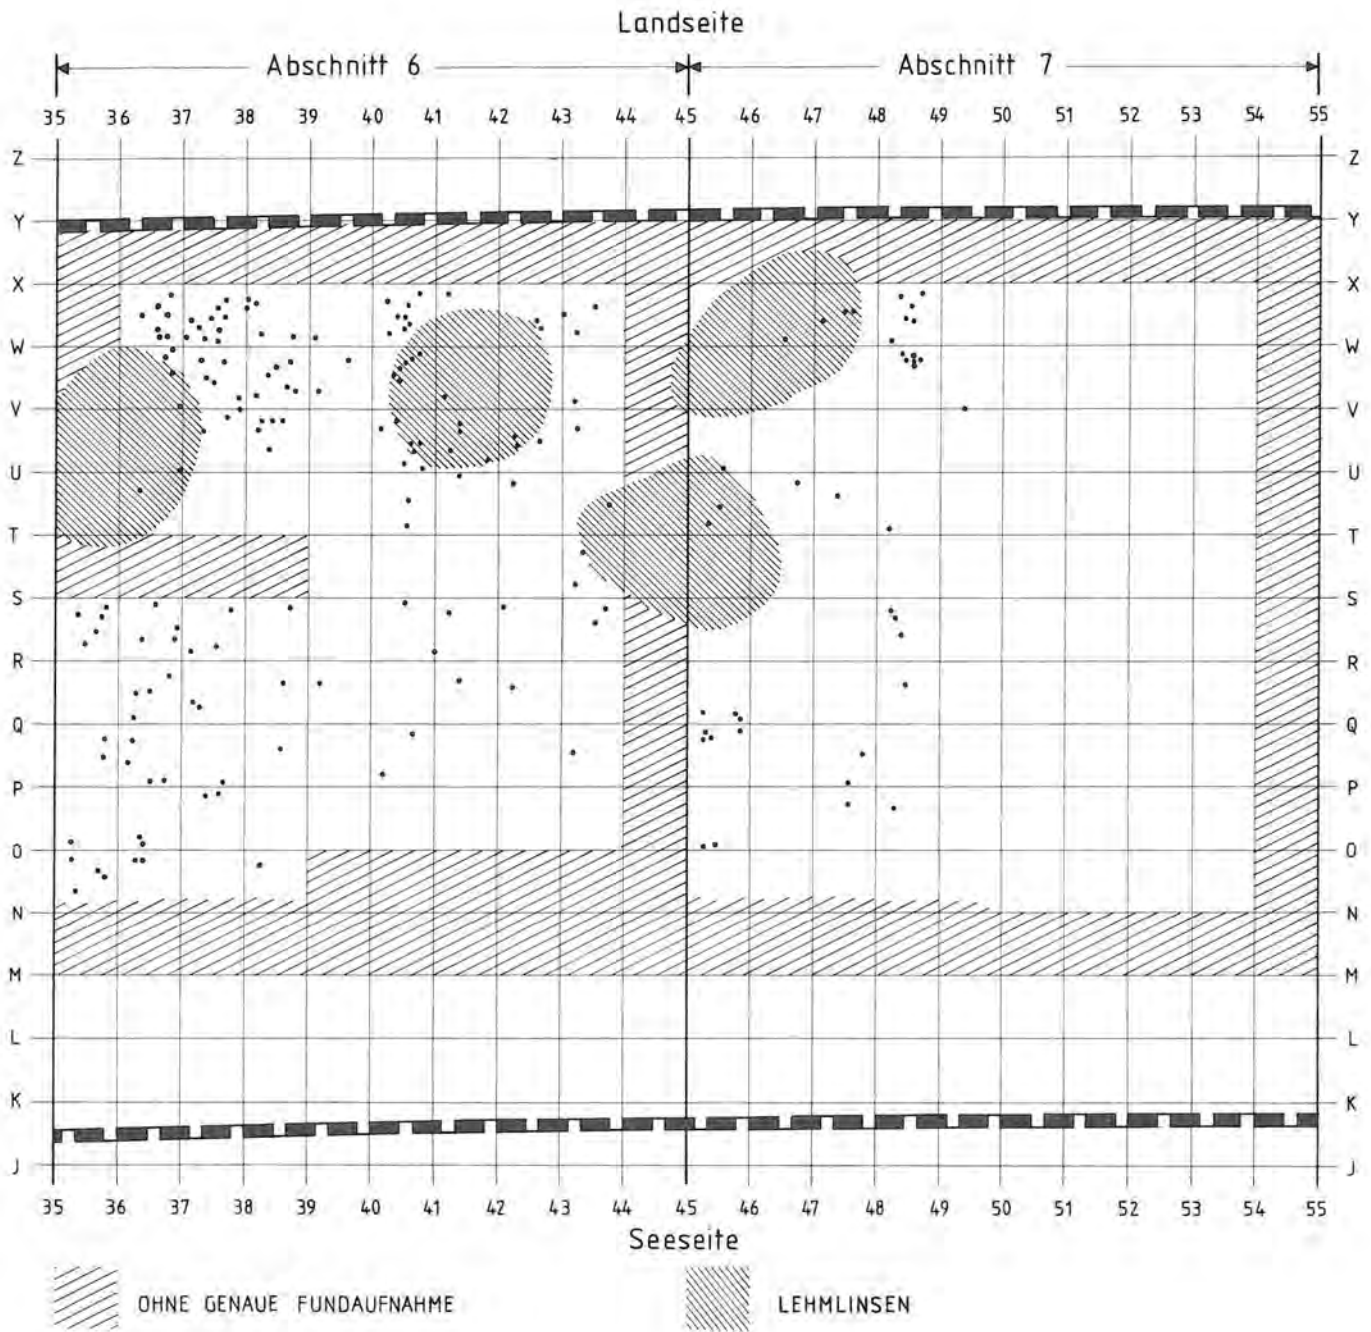 Landseite
Abschnitt 6 Abschnitt 7
35 36 37 38 39 40 41 42 43 44 45 46 47 48 49 50 51 52 53 54 55
Z Z
Y Y
X X
W W
V V
U U
T T
S S
R R
Q Q
P P
O O
N N
M M
L L
K K
J J
35 36 37 38 39 40 41 42 43 44 45 46 47 48 49 50 51 52 53 54 55
Seeseite
OHNE GENAUE FUNDAUFNAHME LEHMLINSEN